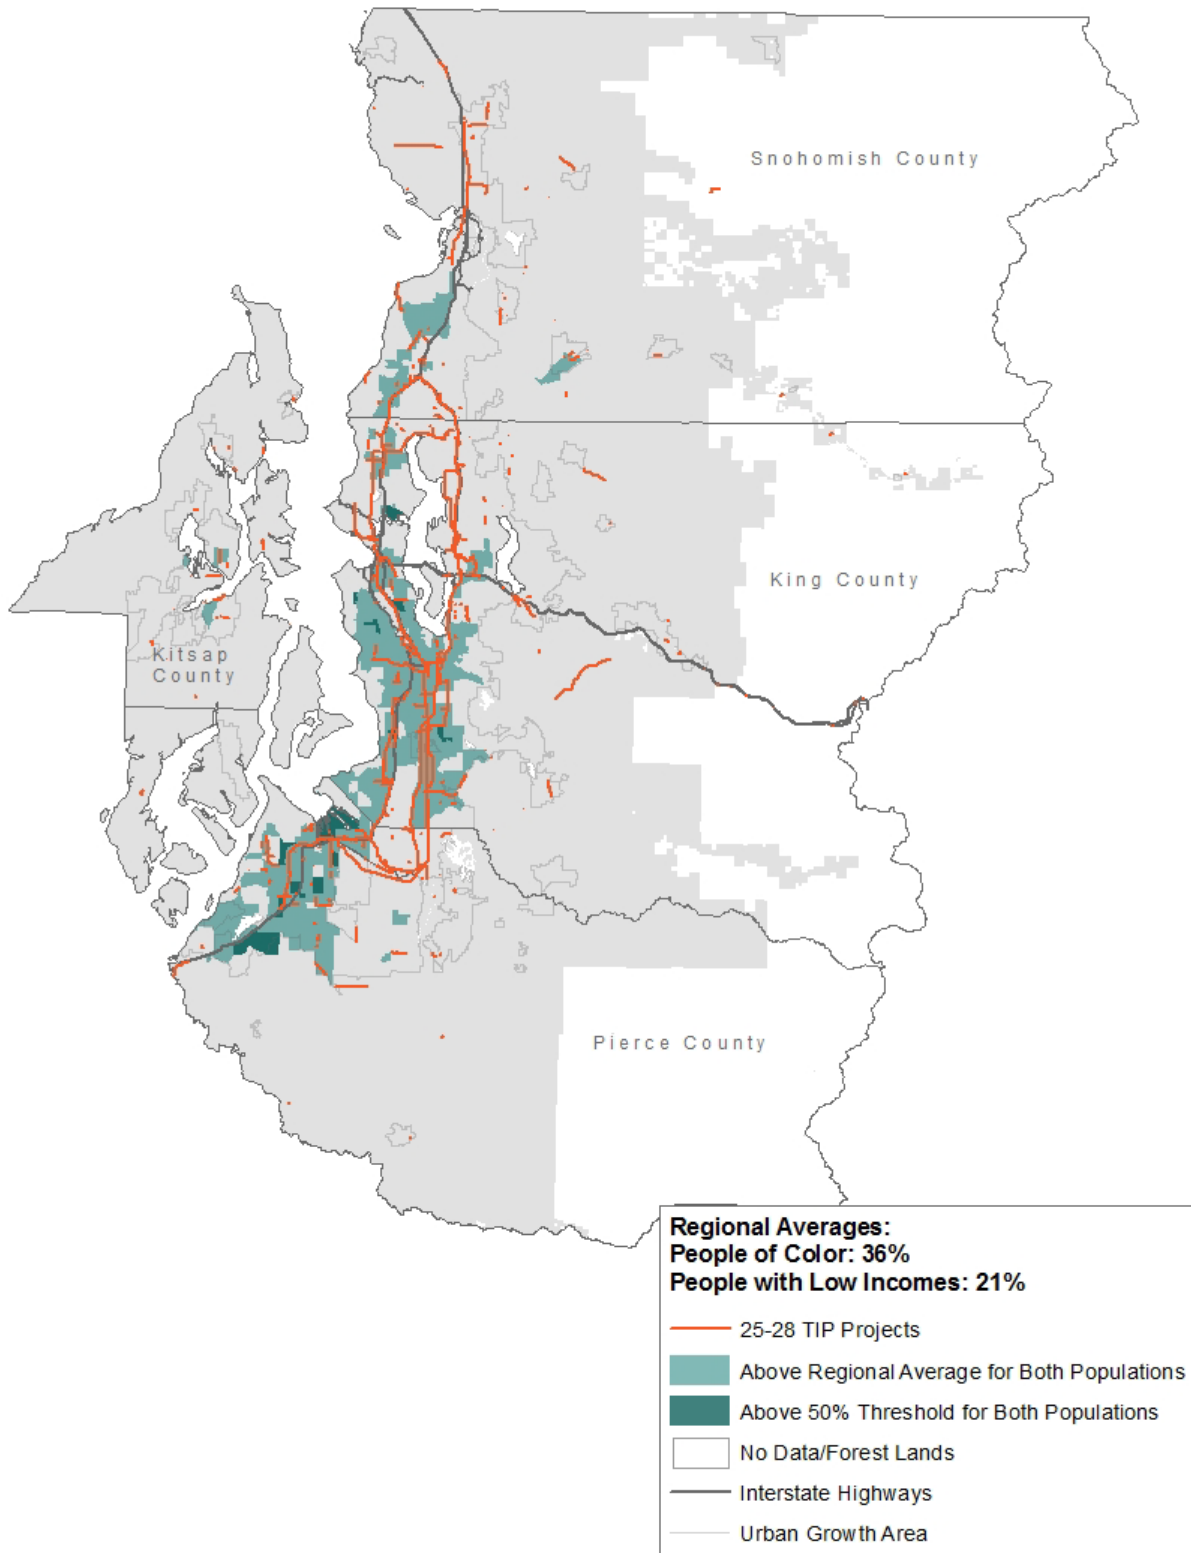 Snohomish County
King County
Kitsap
County
Pierce County
Regional Averages:
People of Color: 36%
People with Low Incomes: 21%
25-28 TIP Projects
Above Regional Average for Both Populations
Above 50% Threshold for Both Populations
No Data/Forest Lands
Interstate Highways
Urban Growth Area